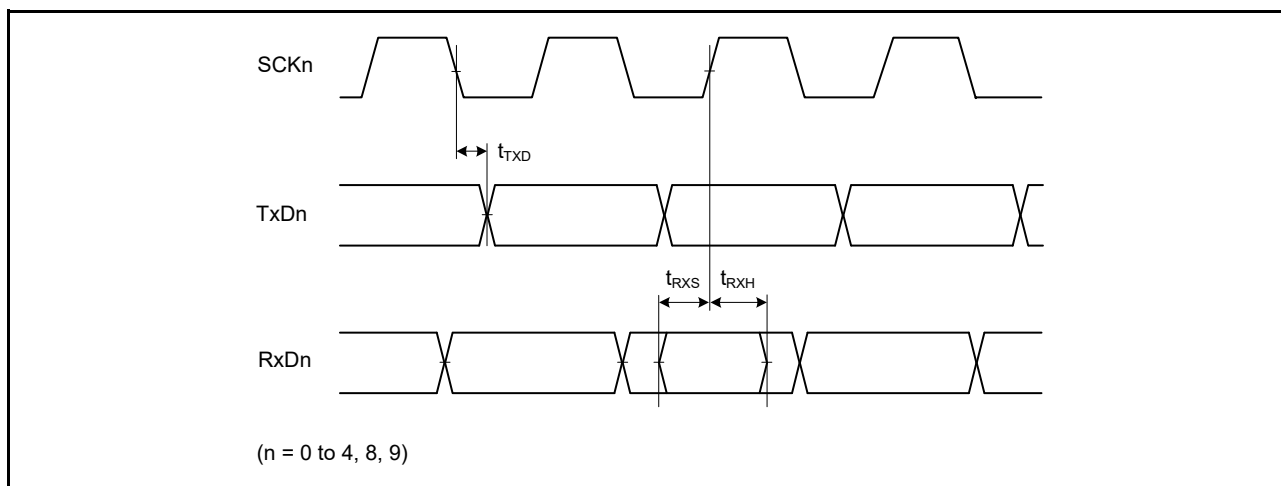 SCKn
tTXD
TxDn
tRXS tRXH
RxDn
(n = 0 to 4, 8, 9)